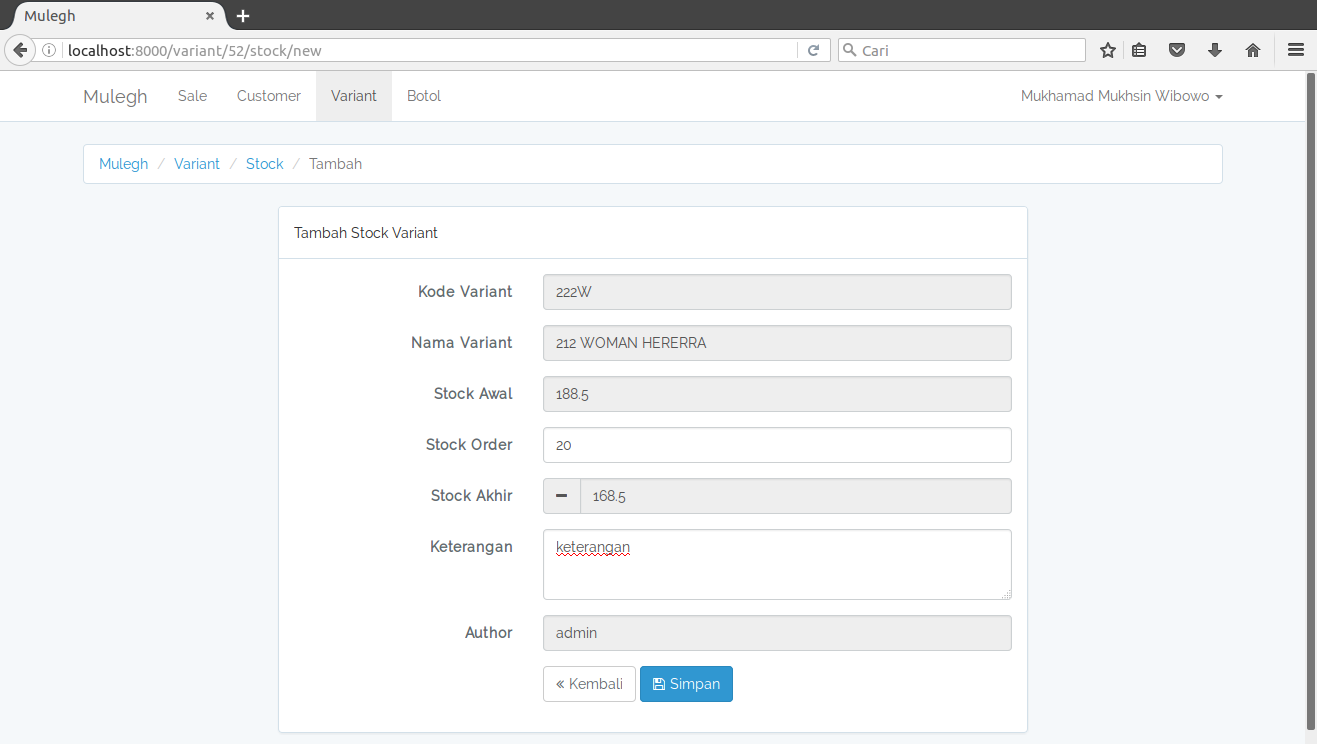 Mulegh
localhost:8000/variant/52/stock/new
Cari
Mulegh Sale Customer Variant Botol Mukhamad Mukhsin Wibowo
Mulegh / Variant / Stock / Tambah
Tambah Stock Variant
Kode Variant 222W
Nama Variant 212 WOMAN HERERRA
Stock Awal 188.5
Stock Order 20
Stock Akhir 168.5
Keterangan keterangan
Author admin
« Kembali Simpan